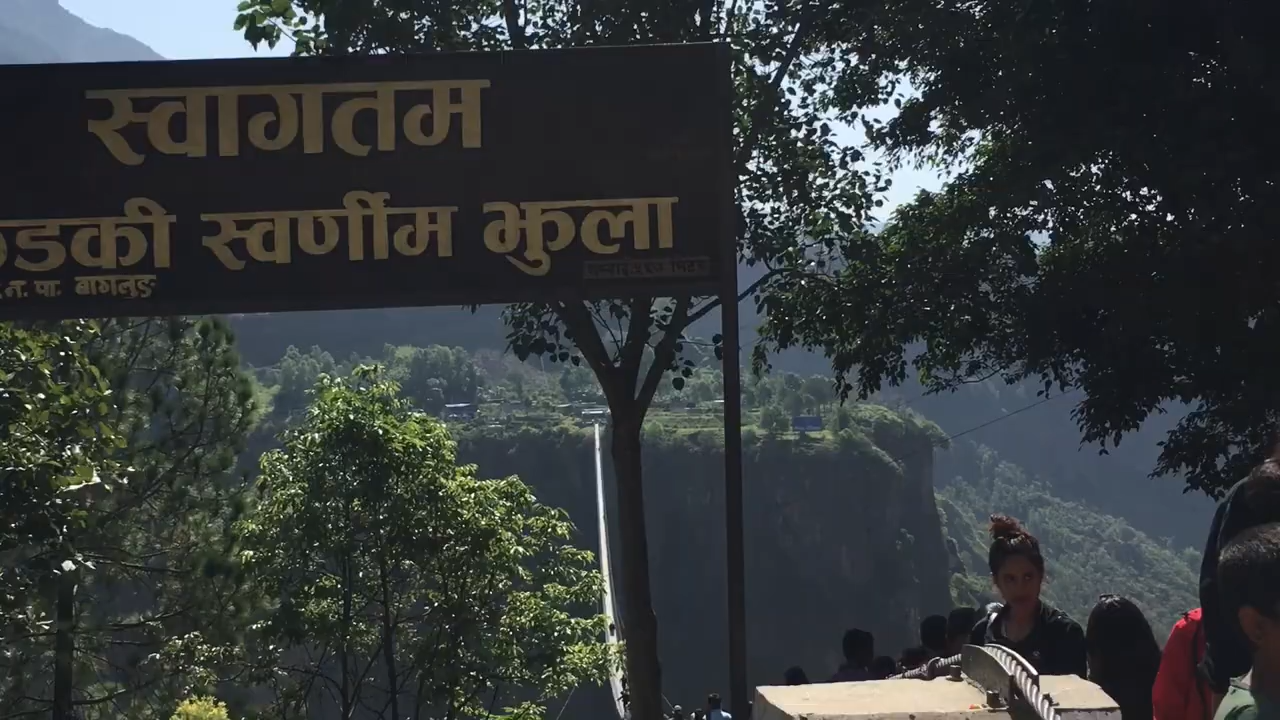 स्वागतम
डकी स्वर्णीम झुला
न. पा. बागलुङ